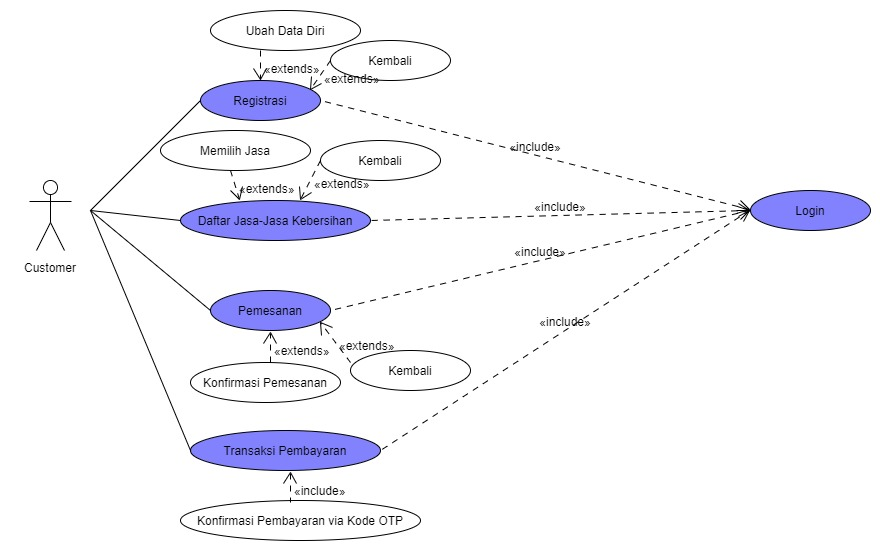 Ubah Data Diri
Kembali
«extends»
«extends»
Registrasi
«include»
Memilih Jasa
Kembali
«extends»
«extends»
Daftar Jasa-Jasa Kebersihan
«include»
Login
Customer
«include»
Pemesanan
«include»
«extends»
«extends»
Konfirmasi Pemesanan
Kembali
Transaksi Pembayaran
«include»
Konfirmasi Pembayaran via Kode OTP